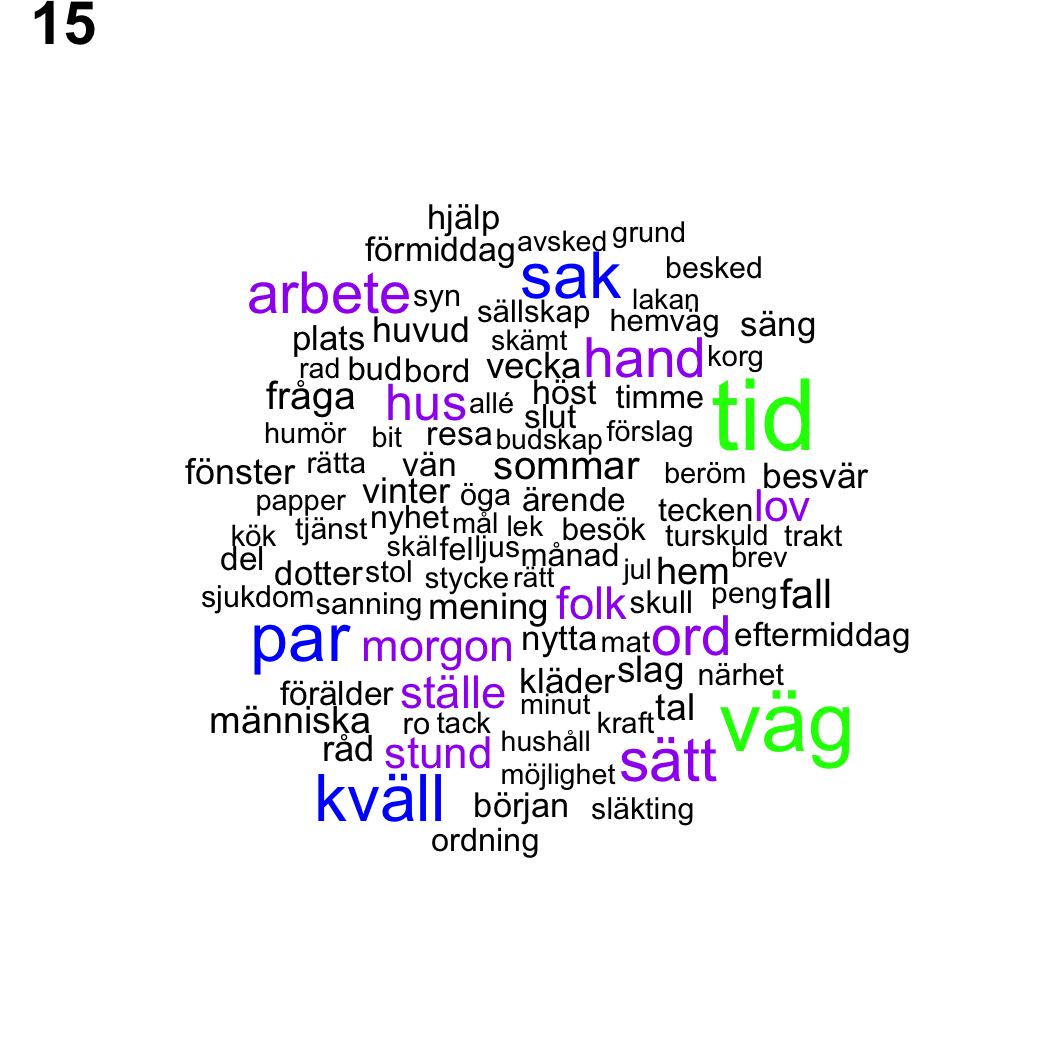 15
hjälp
förmiddag avsked grund
sak besked
arbete syn lakan
sällskap hemväg säng
plats huvud skämt
rad bud bord vecka hand korg
fråga hus allé höst timme tid
slut
humör bit resa budskap förslag
fönster rätta vän sommar beröm besvär
papper vinter öga ärende tecken lov
kök tjänst nyhet mål lek besök tur skuld trakt
del skäl fel ljus månad brev
dotter stol stycke rätt jul hem
sjukdom sanning mening folk skull peng fall
par morgon nytta mat ord eftermiddag
förälder ställe kläder slag närhet
människa ro tack minut kraft tal väg
råd stund hushåll sätt
möjlighet
kväll början släkting
ordning